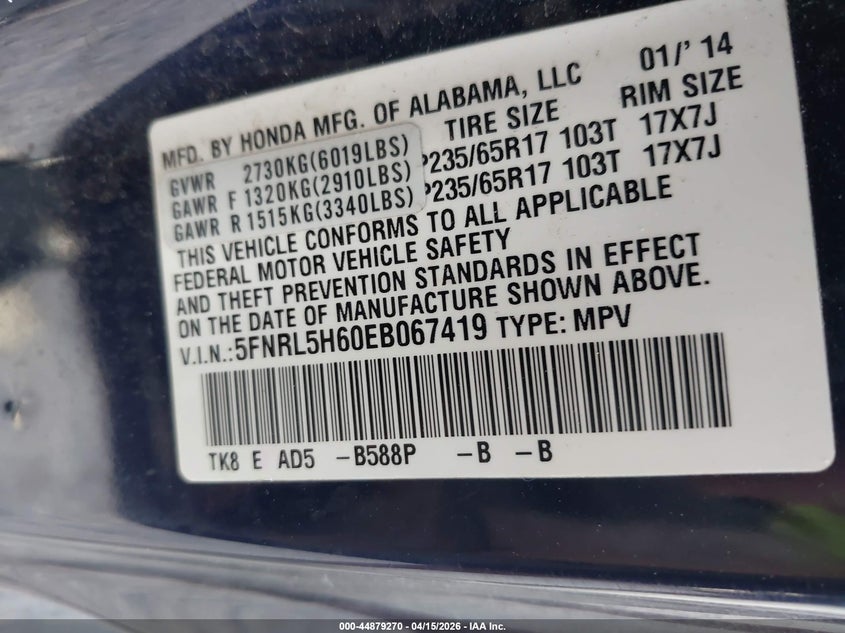 MFD. BY HONDA MFG. OF ALABAMA, LLC 01/' 14
TIRE SIZE RIM SIZE
GVWR 2730KG(6019LBS)
GAWR F 1320KG(2910LBS) P235/65R17 103T 17X7J
GAWR R 1515KG(3340LBS) P235/65R17 103T 17X7J
THIS VEHICLE CONFORMS TO ALL APPLICABLE
FEDERAL MOTOR VEHICLE SAFETY
AND THEFT PREVENTION STANDARDS IN EFFECT
ON THE DATE OF MANUFACTURE SHOWN ABOVE.
V.I.N.:5FNRL5H60EB067419 TYPE: MPV
TK8 E AD5 -B588P -B -B
000-44879270 - 04/15/2026 - IAA Inc.